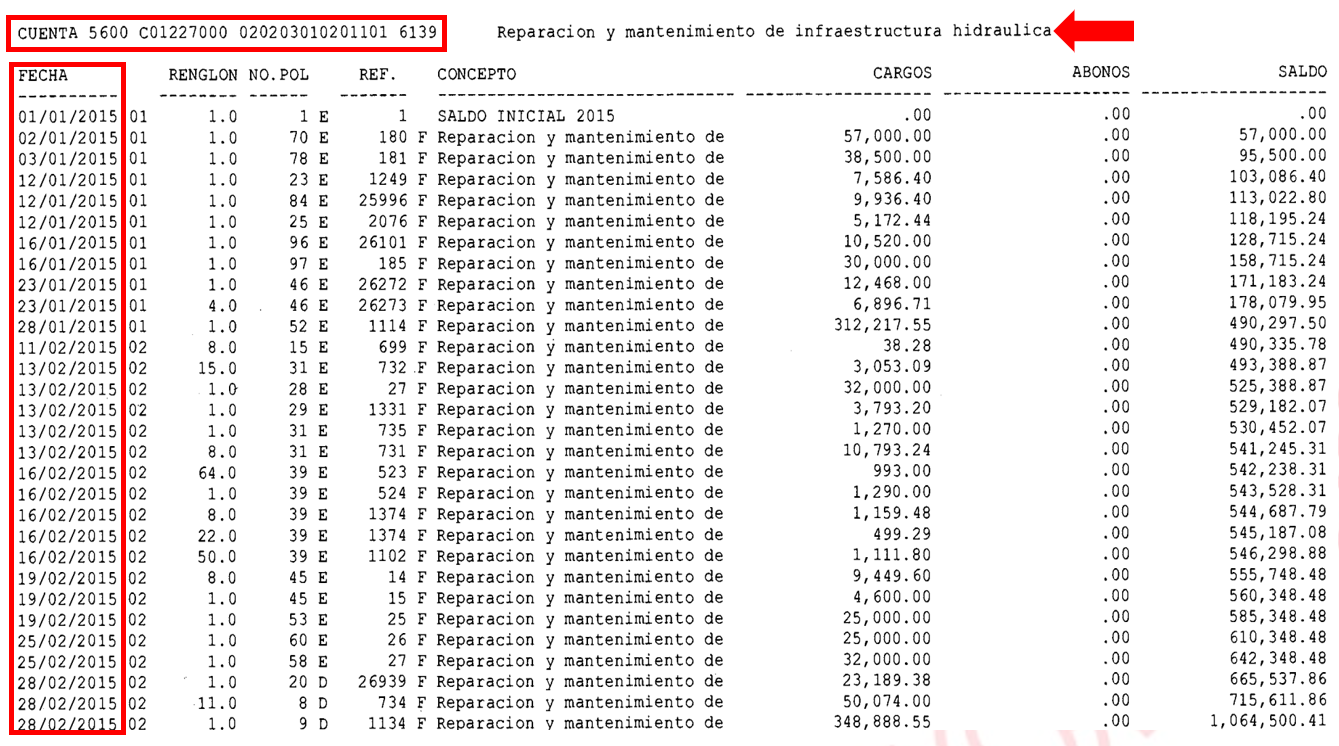 CUENTA 5600 C01227000 020203010201101 6139 Reparacion y mantenimiento de infraestructura hidraulica
FECHA RENGLON NO.POL REF. CONCEPTO CARGOS ABONOS SALDO
01/01/2015 01 1.0 1 E 1 SALDO INICIAL 2015 .00 .00 .00
02/01/2015 01 1.0 70 E 180 F Reparacion y mantenimiento de 57,000.00 .00 57,000.00
03/01/2015 01 1.0 78 E 181 F Reparacion y mantenimiento de 38,500.00 .00 95,500.00
12/01/2015 01 1.0 23 E 1249 F Reparacion y mantenimiento de 7,586.40 .00 103,086.40
12/01/2015 01 1.0 84 E 25996 F Reparacion y mantenimiento de 9,936.40 .00 113,022.80
12/01/2015 01 1.0 25 E 2076 F Reparacion y mantenimiento de 5,172.44 .00 118,195.24
16/01/2015 01 1.0 96 E 26101 F Reparacion y mantenimiento de 10,520.00 .00 128,715.24
16/01/2015 01 1.0 97 E 185 F Reparacion y mantenimiento de 30,000.00 .00 158,715.24
23/01/2015 01 1.0 46 E 26272 F Reparacion y mantenimiento de 12,468.00 .00 171,183.24
23/01/2015 01 4.0 46 E 26273 F Reparacion y mantenimiento de 6,896.71 .00 178,079.95
28/01/2015 01 1.0 52 E 1114 F Reparacion y mantenimiento de 312,217.55 .00 490,297.50
11/02/2015 02 8.0 15 E 699 F Reparacion y mantenimiento de 38.28 .00 490,335.78
13/02/2015 02 15.0 31 E 732 F Reparacion y mantenimiento de 3,053.09 .00 493,388.87
13/02/2015 02 1.0 28 E 27 F Reparacion y mantenimiento de 32,000.00 .00 525,388.87
13/02/2015 02 1.0 29 E 1331 F Reparacion y mantenimiento de 3,793.20 .00 529,182.07
13/02/2015 02 1.0 31 E 735 F Reparacion y mantenimiento de 1,270.00 .00 530,452.07
13/02/2015 02 8.0 31 E 731 F Reparacion y mantenimiento de 10,793.24 .00 541,245.31
16/02/2015 02 64.0 39 E 523 F Reparacion y mantenimiento de 993.00 .00 542,238.31
16/02/2015 02 1.0 39 E 524 F Reparacion y mantenimiento de 1,290.00 .00 543,528.31
16/02/2015 02 8.0 39 E 1374 F Reparacion y mantenimiento de 1,159.48 .00 544,687.79
16/02/2015 02 22.0 39 E 1374 F Reparacion y mantenimiento de 499.29 .00 545,187.08
16/02/2015 02 50.0 39 E 1102 F Reparacion y mantenimiento de 1,111.80 .00 546,298.88
19/02/2015 02 8.0 45 E 14 F Reparacion y mantenimiento de 9,449.60 .00 555,748.48
19/02/2015 02 1.0 45 E 15 F Reparacion y mantenimiento de 4,600.00 .00 560,348.48
19/02/2015 02 1.0 53 E 25 F Reparacion y mantenimiento de 25,000.00 .00 585,348.48
25/02/2015 02 1.0 60 E 26 F Reparacion y mantenimiento de 25,000.00 .00 610,348.48
25/02/2015 02 1.0 58 E 27 F Reparacion y mantenimiento de 32,000.00 .00 642,348.48
28/02/2015 02 1.0 20 D 26939 F Reparacion y mantenimiento de 23,189.38 .00 665,537.86
28/02/2015 02 11.0 8 D 734 F Reparacion y mantenimiento de 50,074.00 .00 715,611.86
28/02/2015 02 1.0 9 D 1134 F Reparacion y mantenimiento de 348,888.55 .00 1,064,500.41